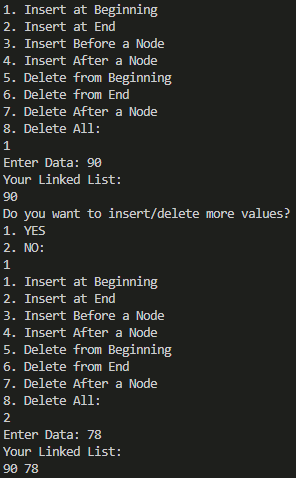 1. Insert at Beginning
2. Insert at End
3. Insert Before a Node
4. Insert After a Node
5. Delete from Beginning
6. Delete from End
7. Delete After a Node
8. Delete All:
1
Enter Data: 90
Your Linked List:
90
Do you want to insert/delete more values?
1. YES
2. NO:
1
1. Insert at Beginning
2. Insert at End
3. Insert Before a Node
4. Insert After a Node
5. Delete from Beginning
6. Delete from End
7. Delete After a Node
8. Delete All:
2
Enter Data: 78
Your Linked List:
90 78